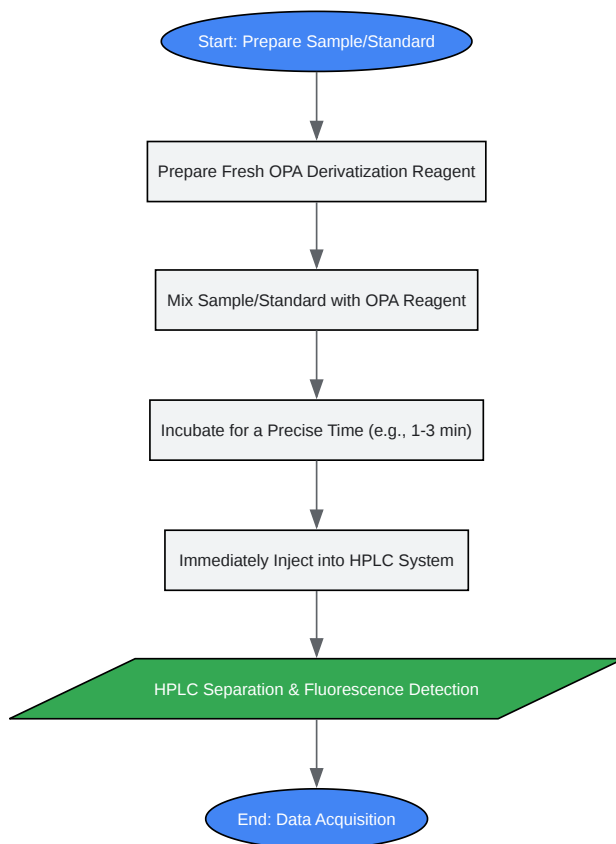 Start: Prepare Sample/Standard
Prepare Fresh OPA Derivatization Reagent
Mix Sample/Standard with OPA Reagent
Incubate for a Precise Time (e.g., 1-3 min)
Immediately Inject into HPLC System
HPLC Separation & Fluorescence Detection
End: Data Acquisition